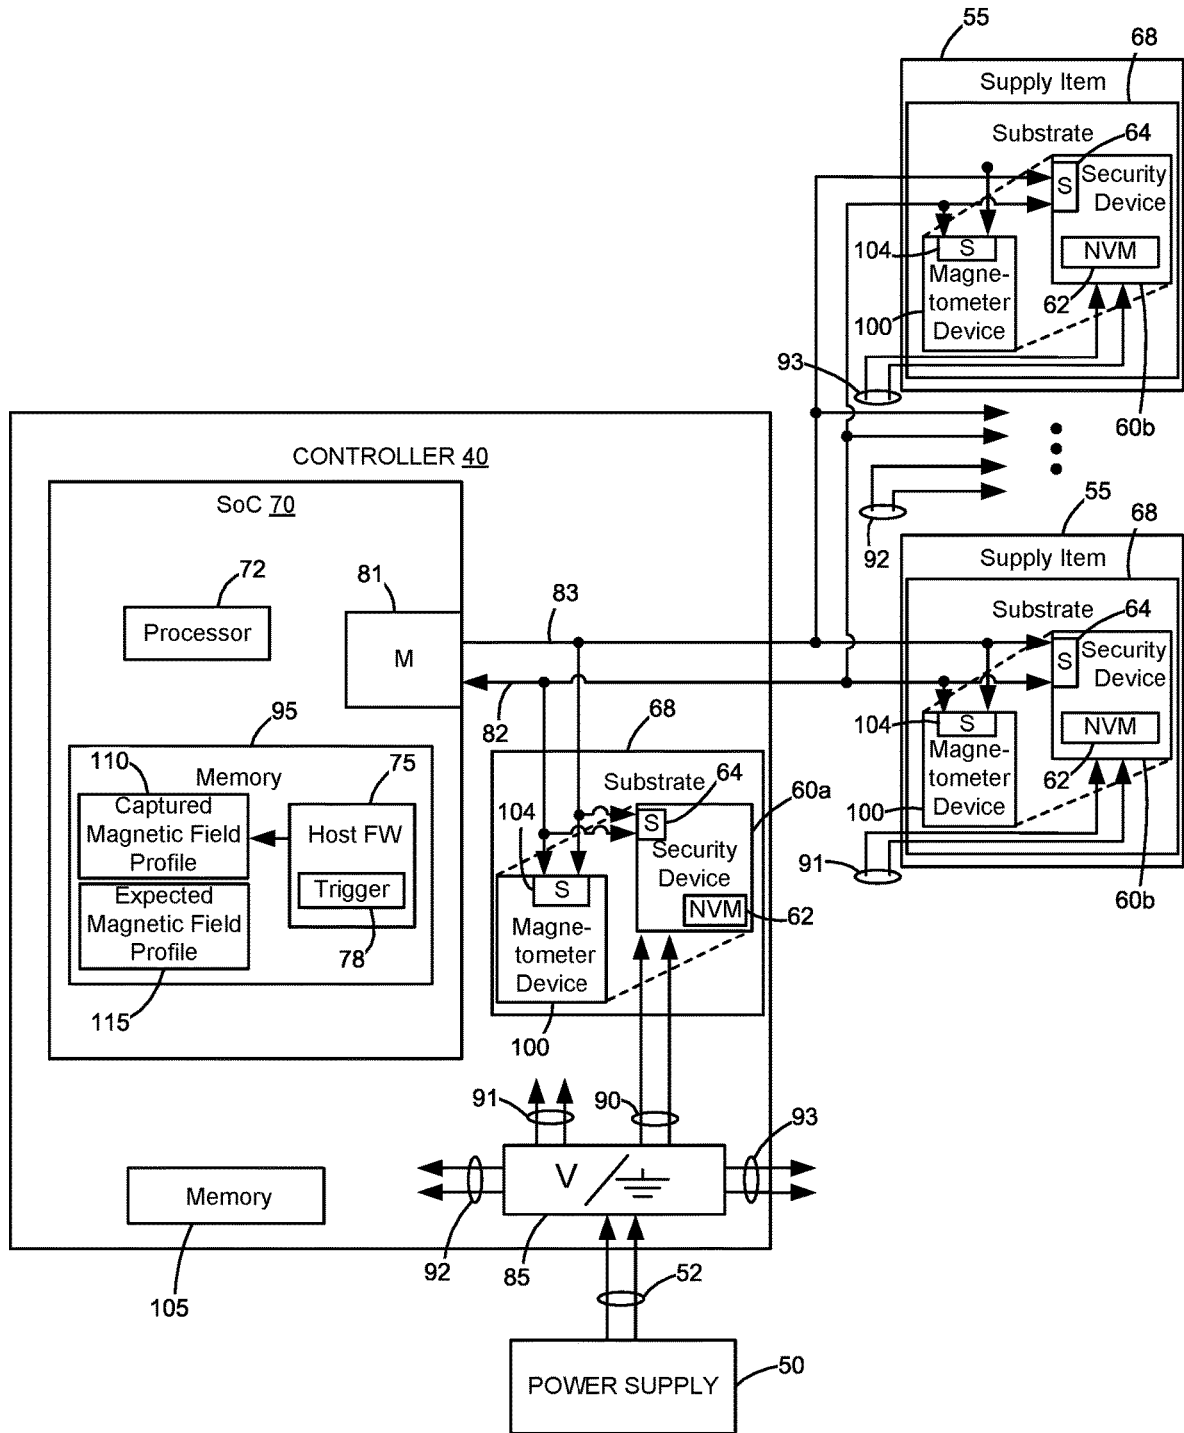 55
68
Supply Item
Substrate
64
S
Security
Device
104
S
NVM
Magne-
tometer
Device
100
62
93
60b
CONTROLLER 40
SoC 70
92
55
68
72
81
83
Supply Item
Processor
M
Substrate
64
S
Security
Device
82
104
S
NVM
Magne-
tometer
Device
100
62
91
60b
95
68
110
Memory
75
Substrate
64
60a
Captured
Magnetic Field
Profile
Host FW
104
S
S
Security
Device
Trigger
Expected
Magnetic Field
Profile
NVM
62
Magne-
tometer
Device
78
115
100
91
90
93
V
Memory
92
85
52
105
50
POWER SUPPLY